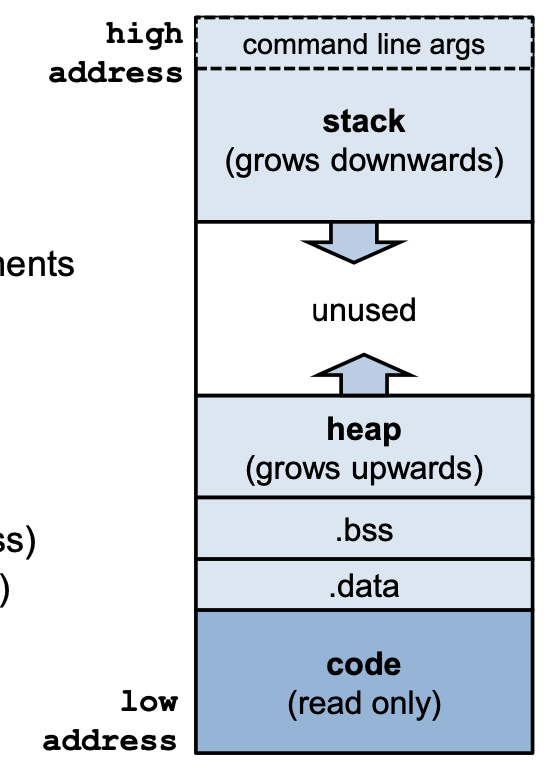 high
address
command line args
stack
(grows downwards)
unused
heap
(grows upwards)
.bss
.data
code
(read only)
low
address